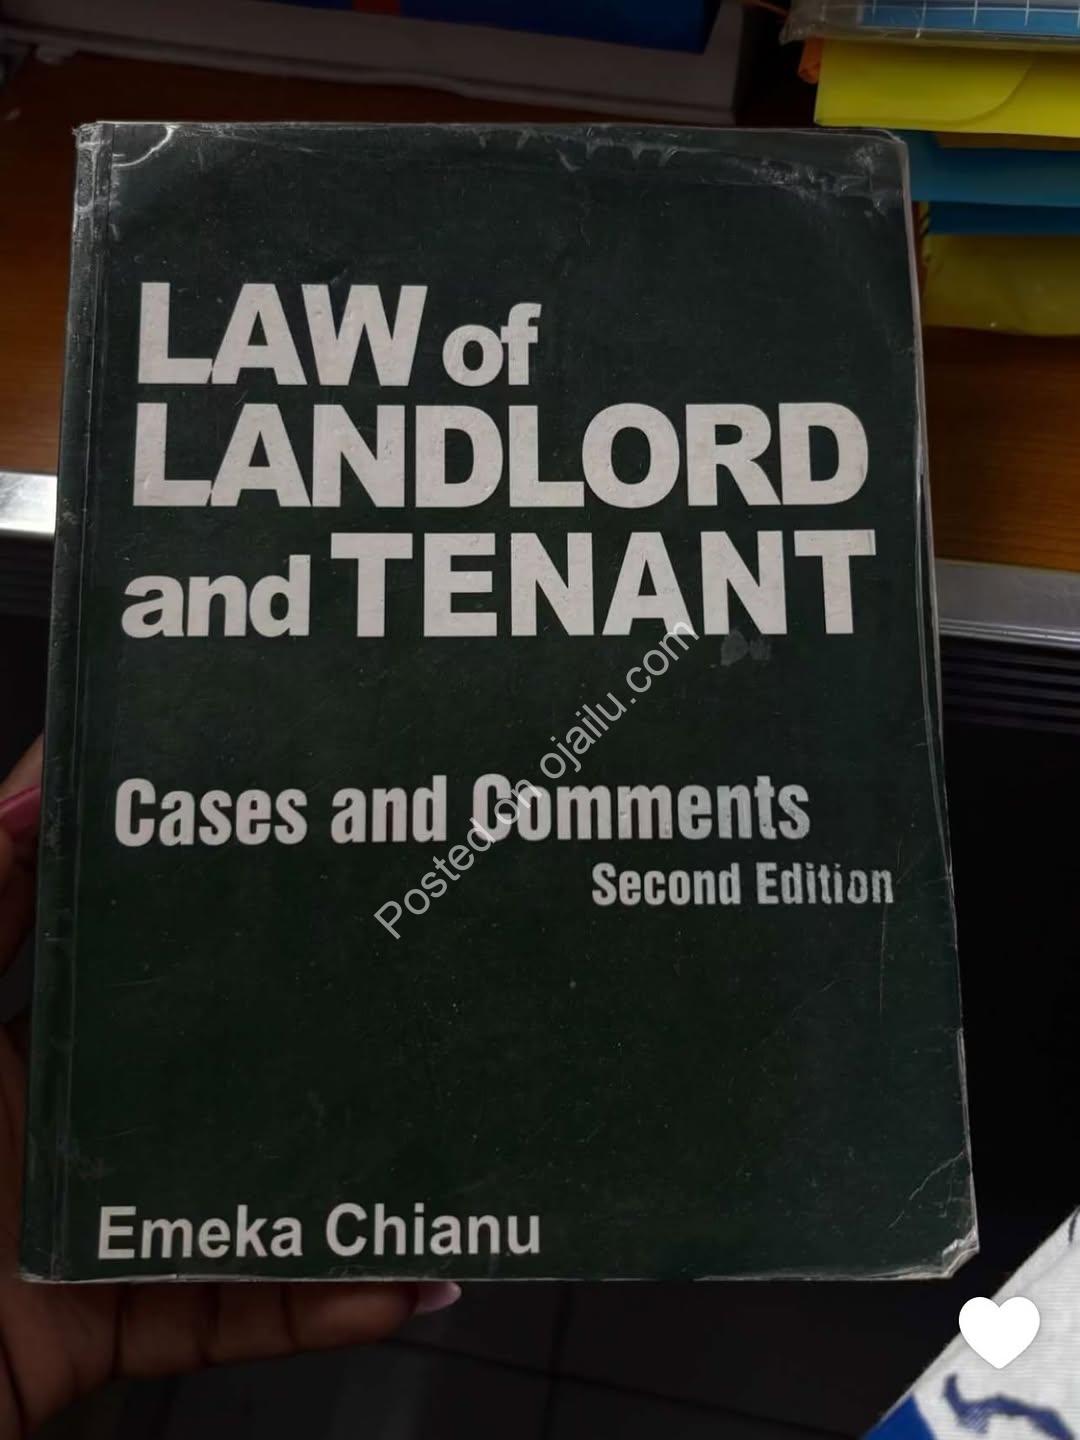 LAW of
LANDLORD
and TENANT
Cases and Comments
Second Edition
Posted on ojailu.com
Emeka Chianu